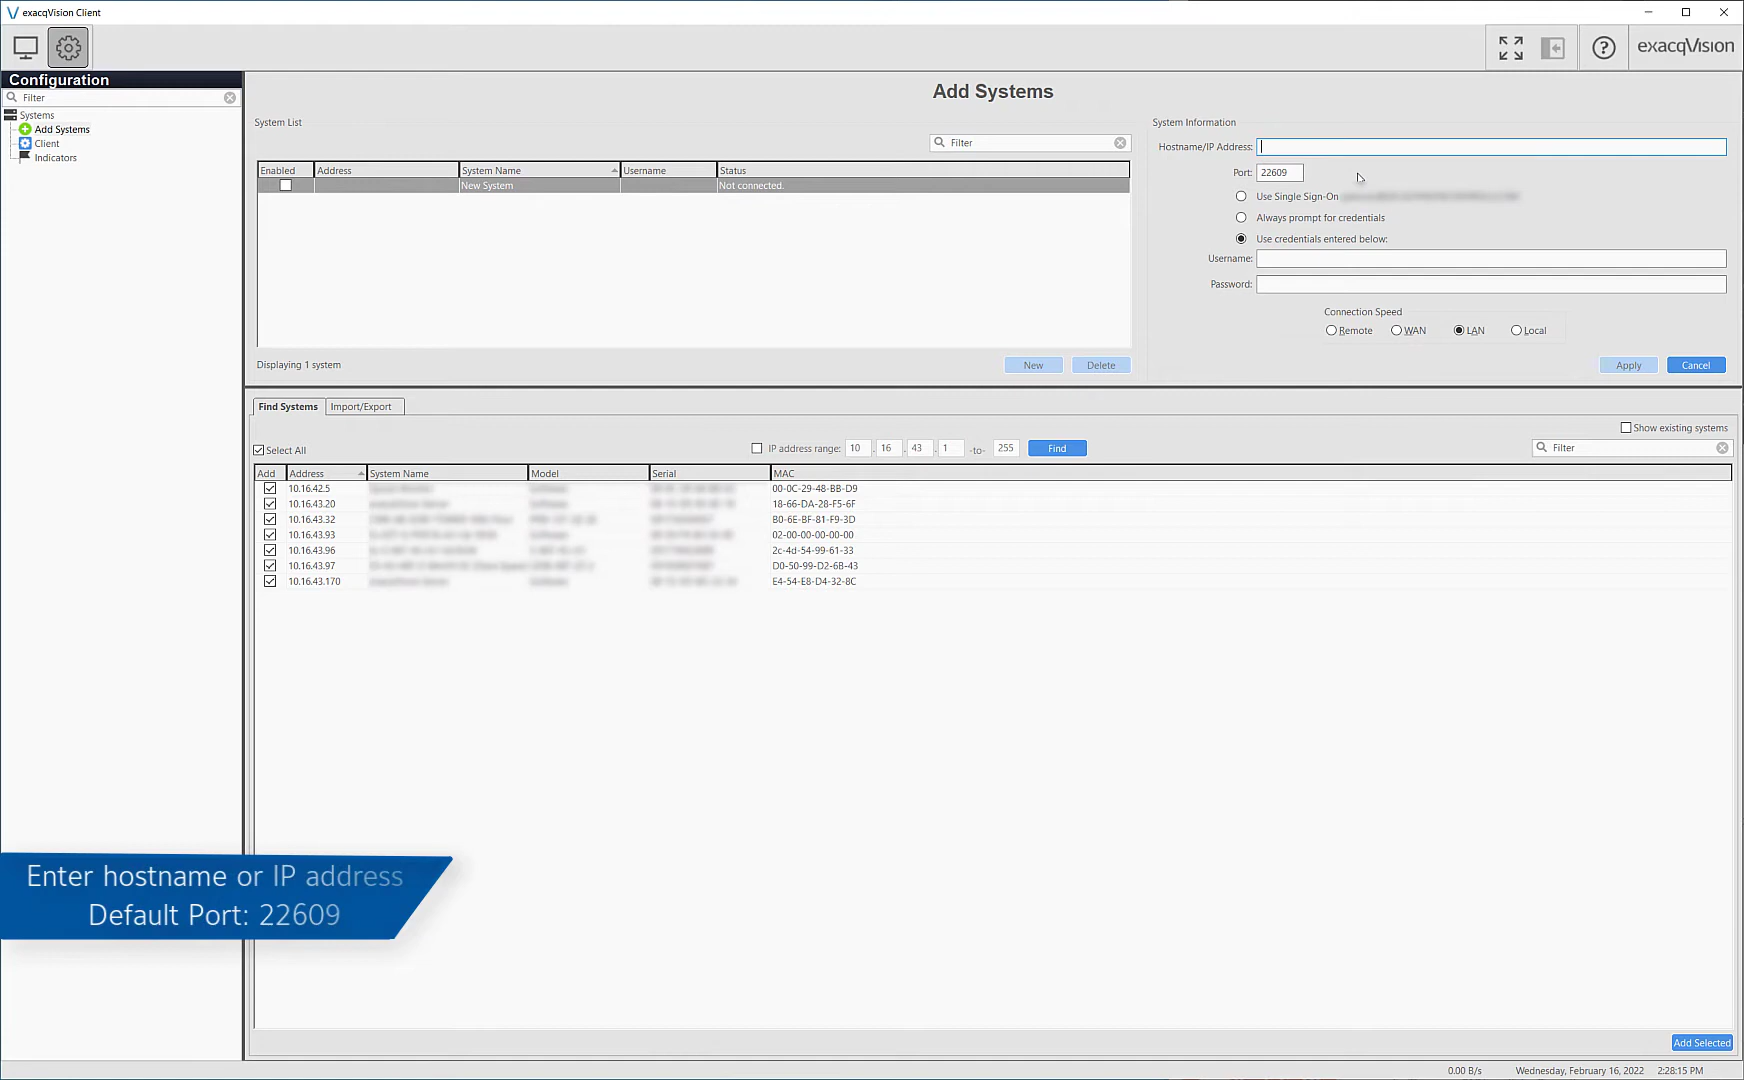 exacqVision Client
exacqVision
Configuration
Filter
Systems
Add Systems
Client
Indicators
Add Systems
System List
Filter
Enabled Address System Name Username Status
New System Not connected.
Displaying 1 system
New Delete
System Information
Hostname/IP Address:
Port: 22609
Use Single Sign-On
Always prompt for credentials
Use credentials entered below:
Username:
Password:
Connection Speed
Remote WAN LAN Local
Apply Cancel
Find Systems Import/Export
Show existing systems
Select All IP address range: 10 . 16 . 43 . 1 -to- 255 Find Filter
Add Address System Name Model Serial MAC
10.16.42.5 00-0C-29-48-BB-D9
10.16.43.20 18-66-DA-28-F5-6F
10.16.43.32 B0-6E-BF-81-F9-3D
10.16.43.93 02-00-00-00-00-00
10.16.43.96 2c-4d-54-99-61-33
10.16.43.97 D0-50-99-D2-6B-43
10.16.43.170 E4-54-E8-D4-32-8C
Enter hostname or IP address
Default Port: 22609
Add Selected
0.00 B/s Wednesday, February 16, 2022 2:28:15 PM